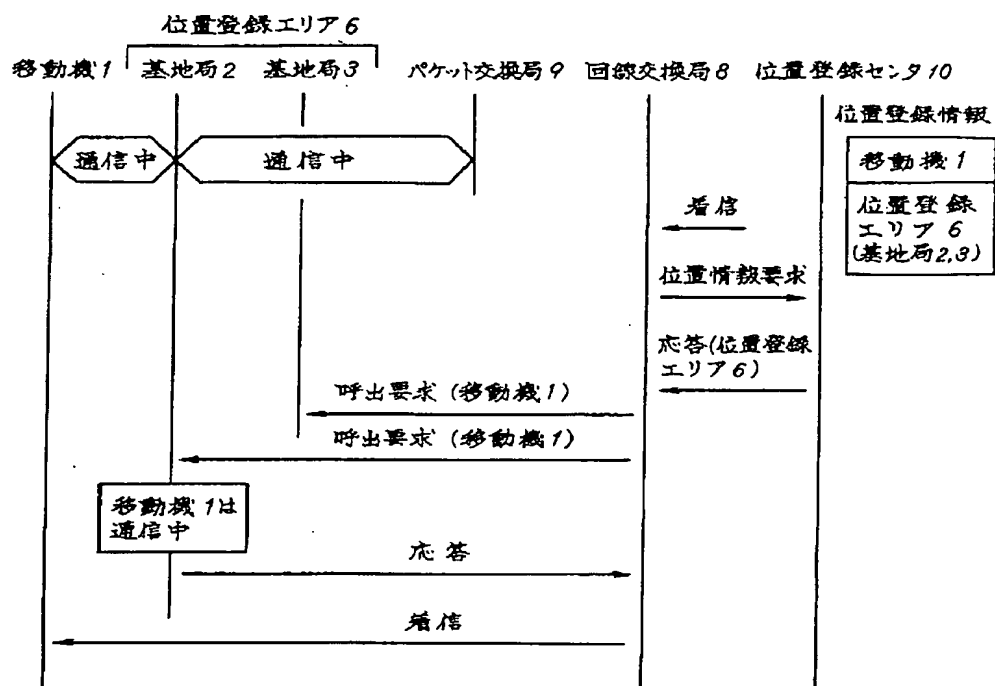 位置登録エリア6
移動機1 基地局2 基地局3 パケット交換局9 回線交換局8 位置登録センタ10
位置登録情報
通信中 通信中
移動機1
着信
位置登録
エリア6
(基地局2,3)
位置情報要求
応答(位置登録
エリア6)
呼出要求(移動機1)
呼出要求(移動機1)
移動機1は
通信中
応答
着信